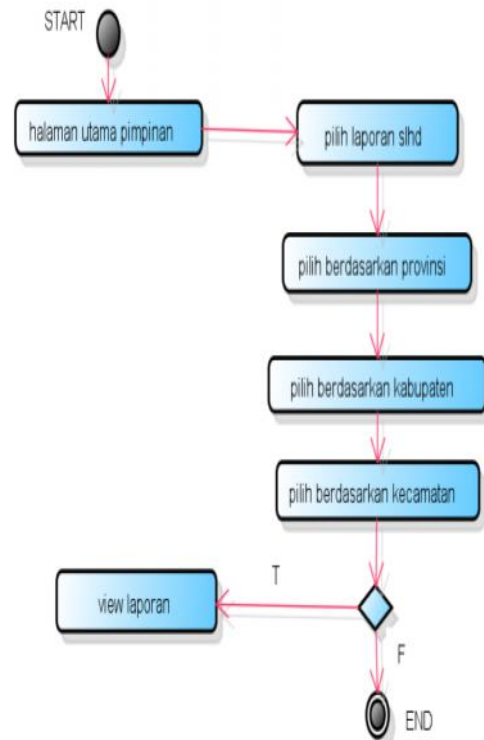 START
halaman utama pimpinan
pilih laporan slhd
pilih berdasarkan provinsi
pilih berdasarkan kabupaten
pilih berdasarkan kecamatan
T
view laporan
F
END